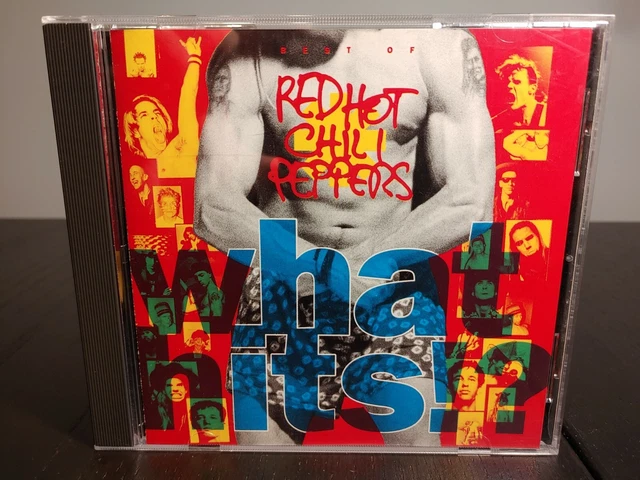 BEST OF
RED HOT
CHILI
PEPPERS
what
hits!?